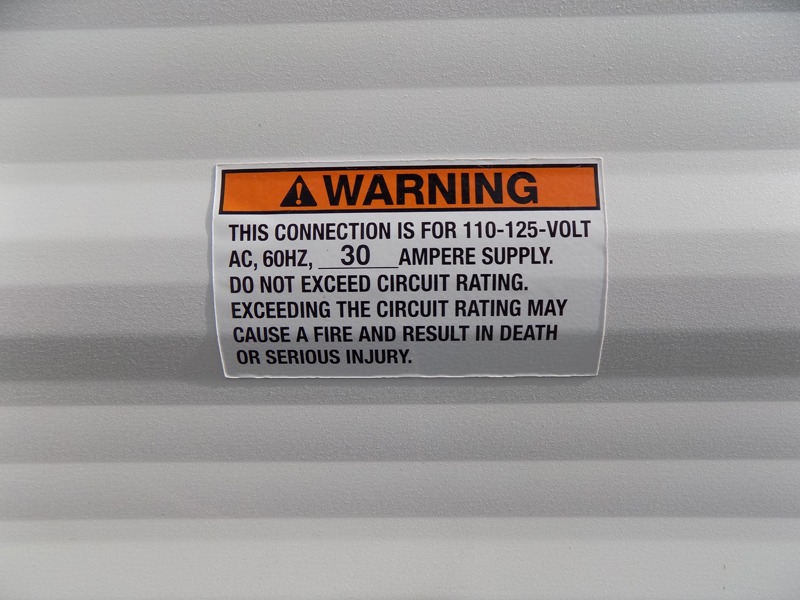 WARNING
THIS CONNECTION IS FOR 110-125-VOLT
AC, 60HZ, 30 AMPERE SUPPLY.
DO NOT EXCEED CIRCUIT RATING.
EXCEEDING THE CIRCUIT RATING MAY
CAUSE A FIRE AND RESULT IN DEATH
OR SERIOUS INJURY.